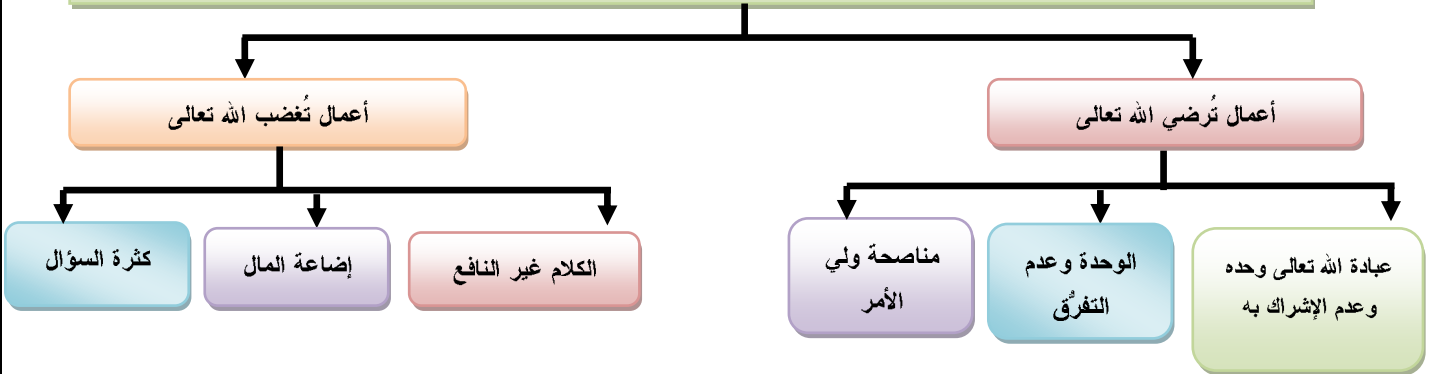 أعمال تُرضي الله تعالى
أعمال تُغضب الله تعالى
عبادة الله تعالى وحده
وعدم الإشراك به
الوحدة وعدم
التفرُّق
مناصحة ولي
الأمر
الكلام غير النافع
إضاعة المال
كثرة السؤال